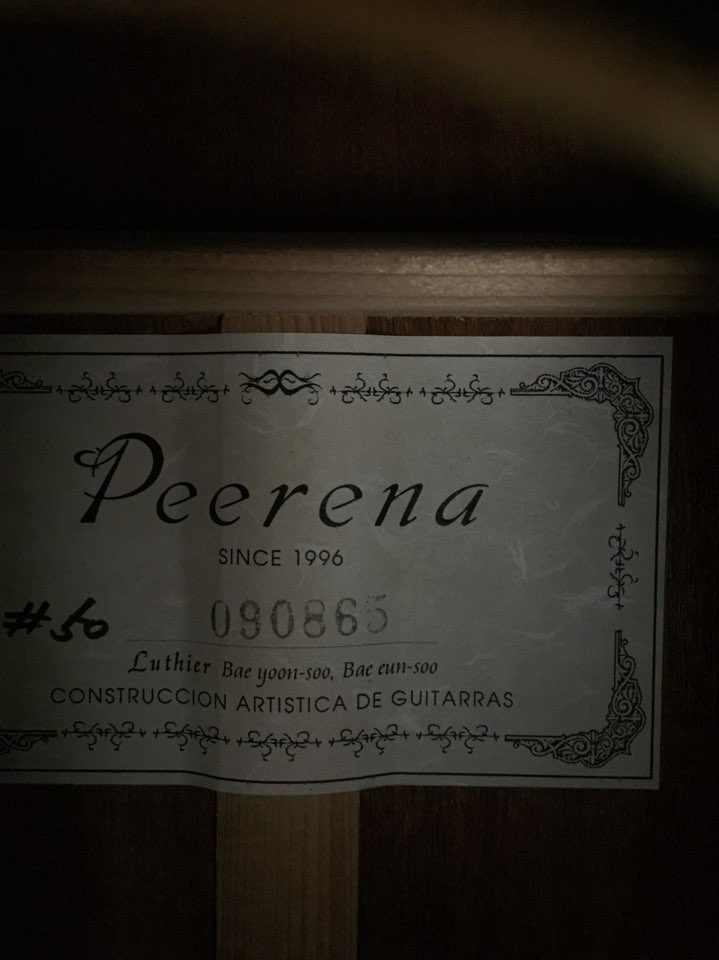 Peerena
SINCE 1996
#50 090865
Luthier Bae yoon-soo, Bae eun-soo
CONSTRUCCION ARTISTICA DE GUITARRAS